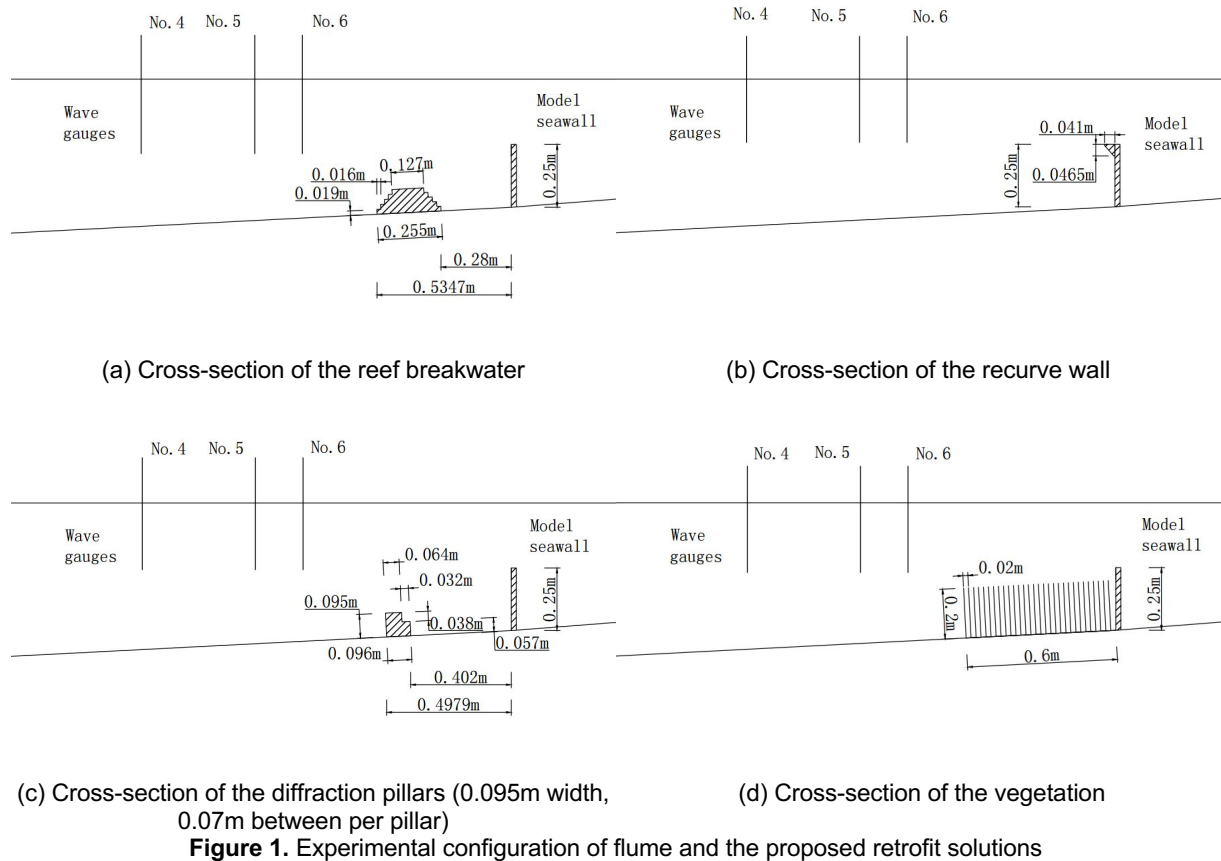 No.4 No.5 No.6
Wave
gauges
Model
seawall
0.127m
0.016m
0.019m
0.25m
0.255m
0.28m
0.5347m
(a) Cross-section of the reef breakwater
No.4 No.5 No.6
Wave
gauges
0.041m
Model
seawall
0.25m
0.0465m
(b) Cross-section of the recurve wall
No.4 No.5 No.6
Wave
gauges
Model
seawall
0.064m
0.032m
0.095m
0.25m
0.038m
0.057m
0.096m
0.402m
0.4979m
(c) Cross-section of the diffraction pillars (0.095m width,
0.07m between per pillar)
No.4 No.5 No.6
Wave
gauges
Model
seawall
0.02m
0.2m
0.25m
0.6m
(d) Cross-section of the vegetation
Figure 1. Experimental configuration of flume and the proposed retrofit solutions